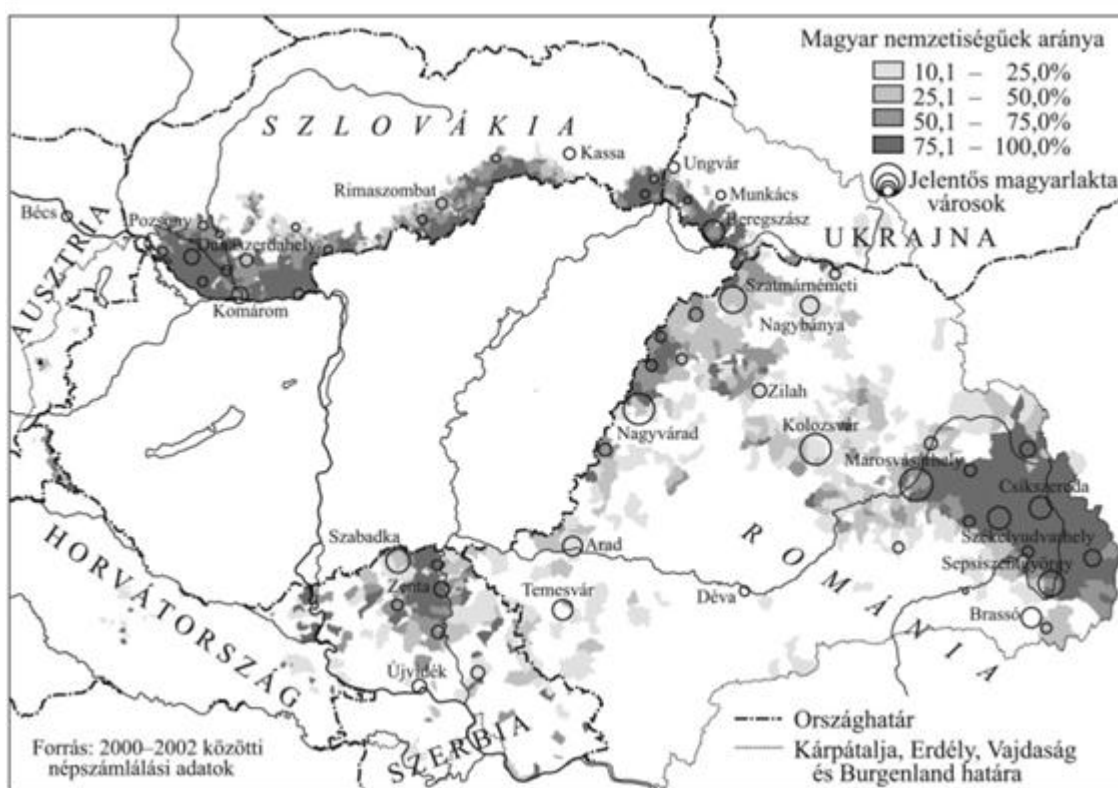 Magyar nemzetiségűek aránya
10,1 – 25,0%
25,1 – 50,0%
50,1 – 75,0%
75,1 – 100,0%
Jelentős magyarlakta
városok
SZLOVÁKIA
Kassa
Ungvár
Rimaszombat
Munkács
Bécs
Pozsony
Beregszász
Dunaszerdahely
UKRAJNA
AUSZTRIA
Komárom
Szatmárnémeti
Nagybánya
Zilah
Nagyvárad
Kolozsvár
Marosvásárhely
Csíkszereda
Székelyudvarhely
Szabadka
Arad
ROMÁNIA
Sepsiszentgyörgy
HORVÁTORSZÁG
Zenta
Temesvár
Déva
Brassó
Újvidék
SZERBIA
Országhatár
Kárpátalja, Erdély, Vajdaság
és Burgenland határa
Forrás: 2000–2002 közötti
népszámlálási adatok